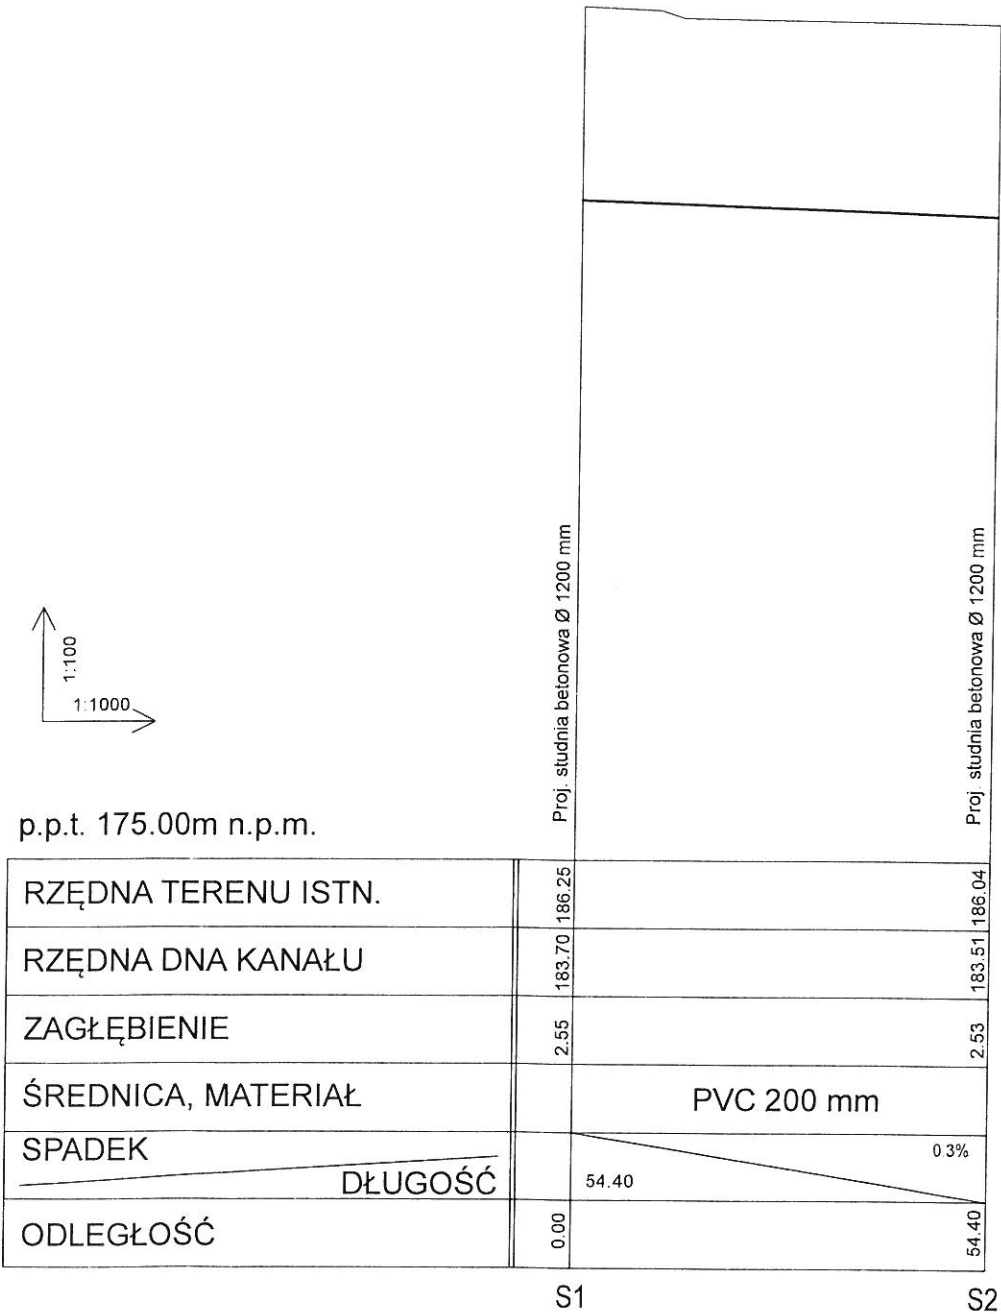 Proj. studnia betonowa Ø 1200 mm
Proj. studnia betonowa Ø 1200 mm
1:100
1:1000
p.p.t. 175.00m n.p.m.
RZĘDNA TERENU ISTN.
186.25
186.04
RZĘDNA DNA KANAŁU
183.70
183.51
ZAGŁĘBIENIE
2.55
2.53
ŚREDNICA, MATERIAŁ
PVC 200 mm
SPADEK
0.3%
DŁUGOŚĆ
54.40
ODLEGŁOŚĆ
0.00
54.40
S1
S2